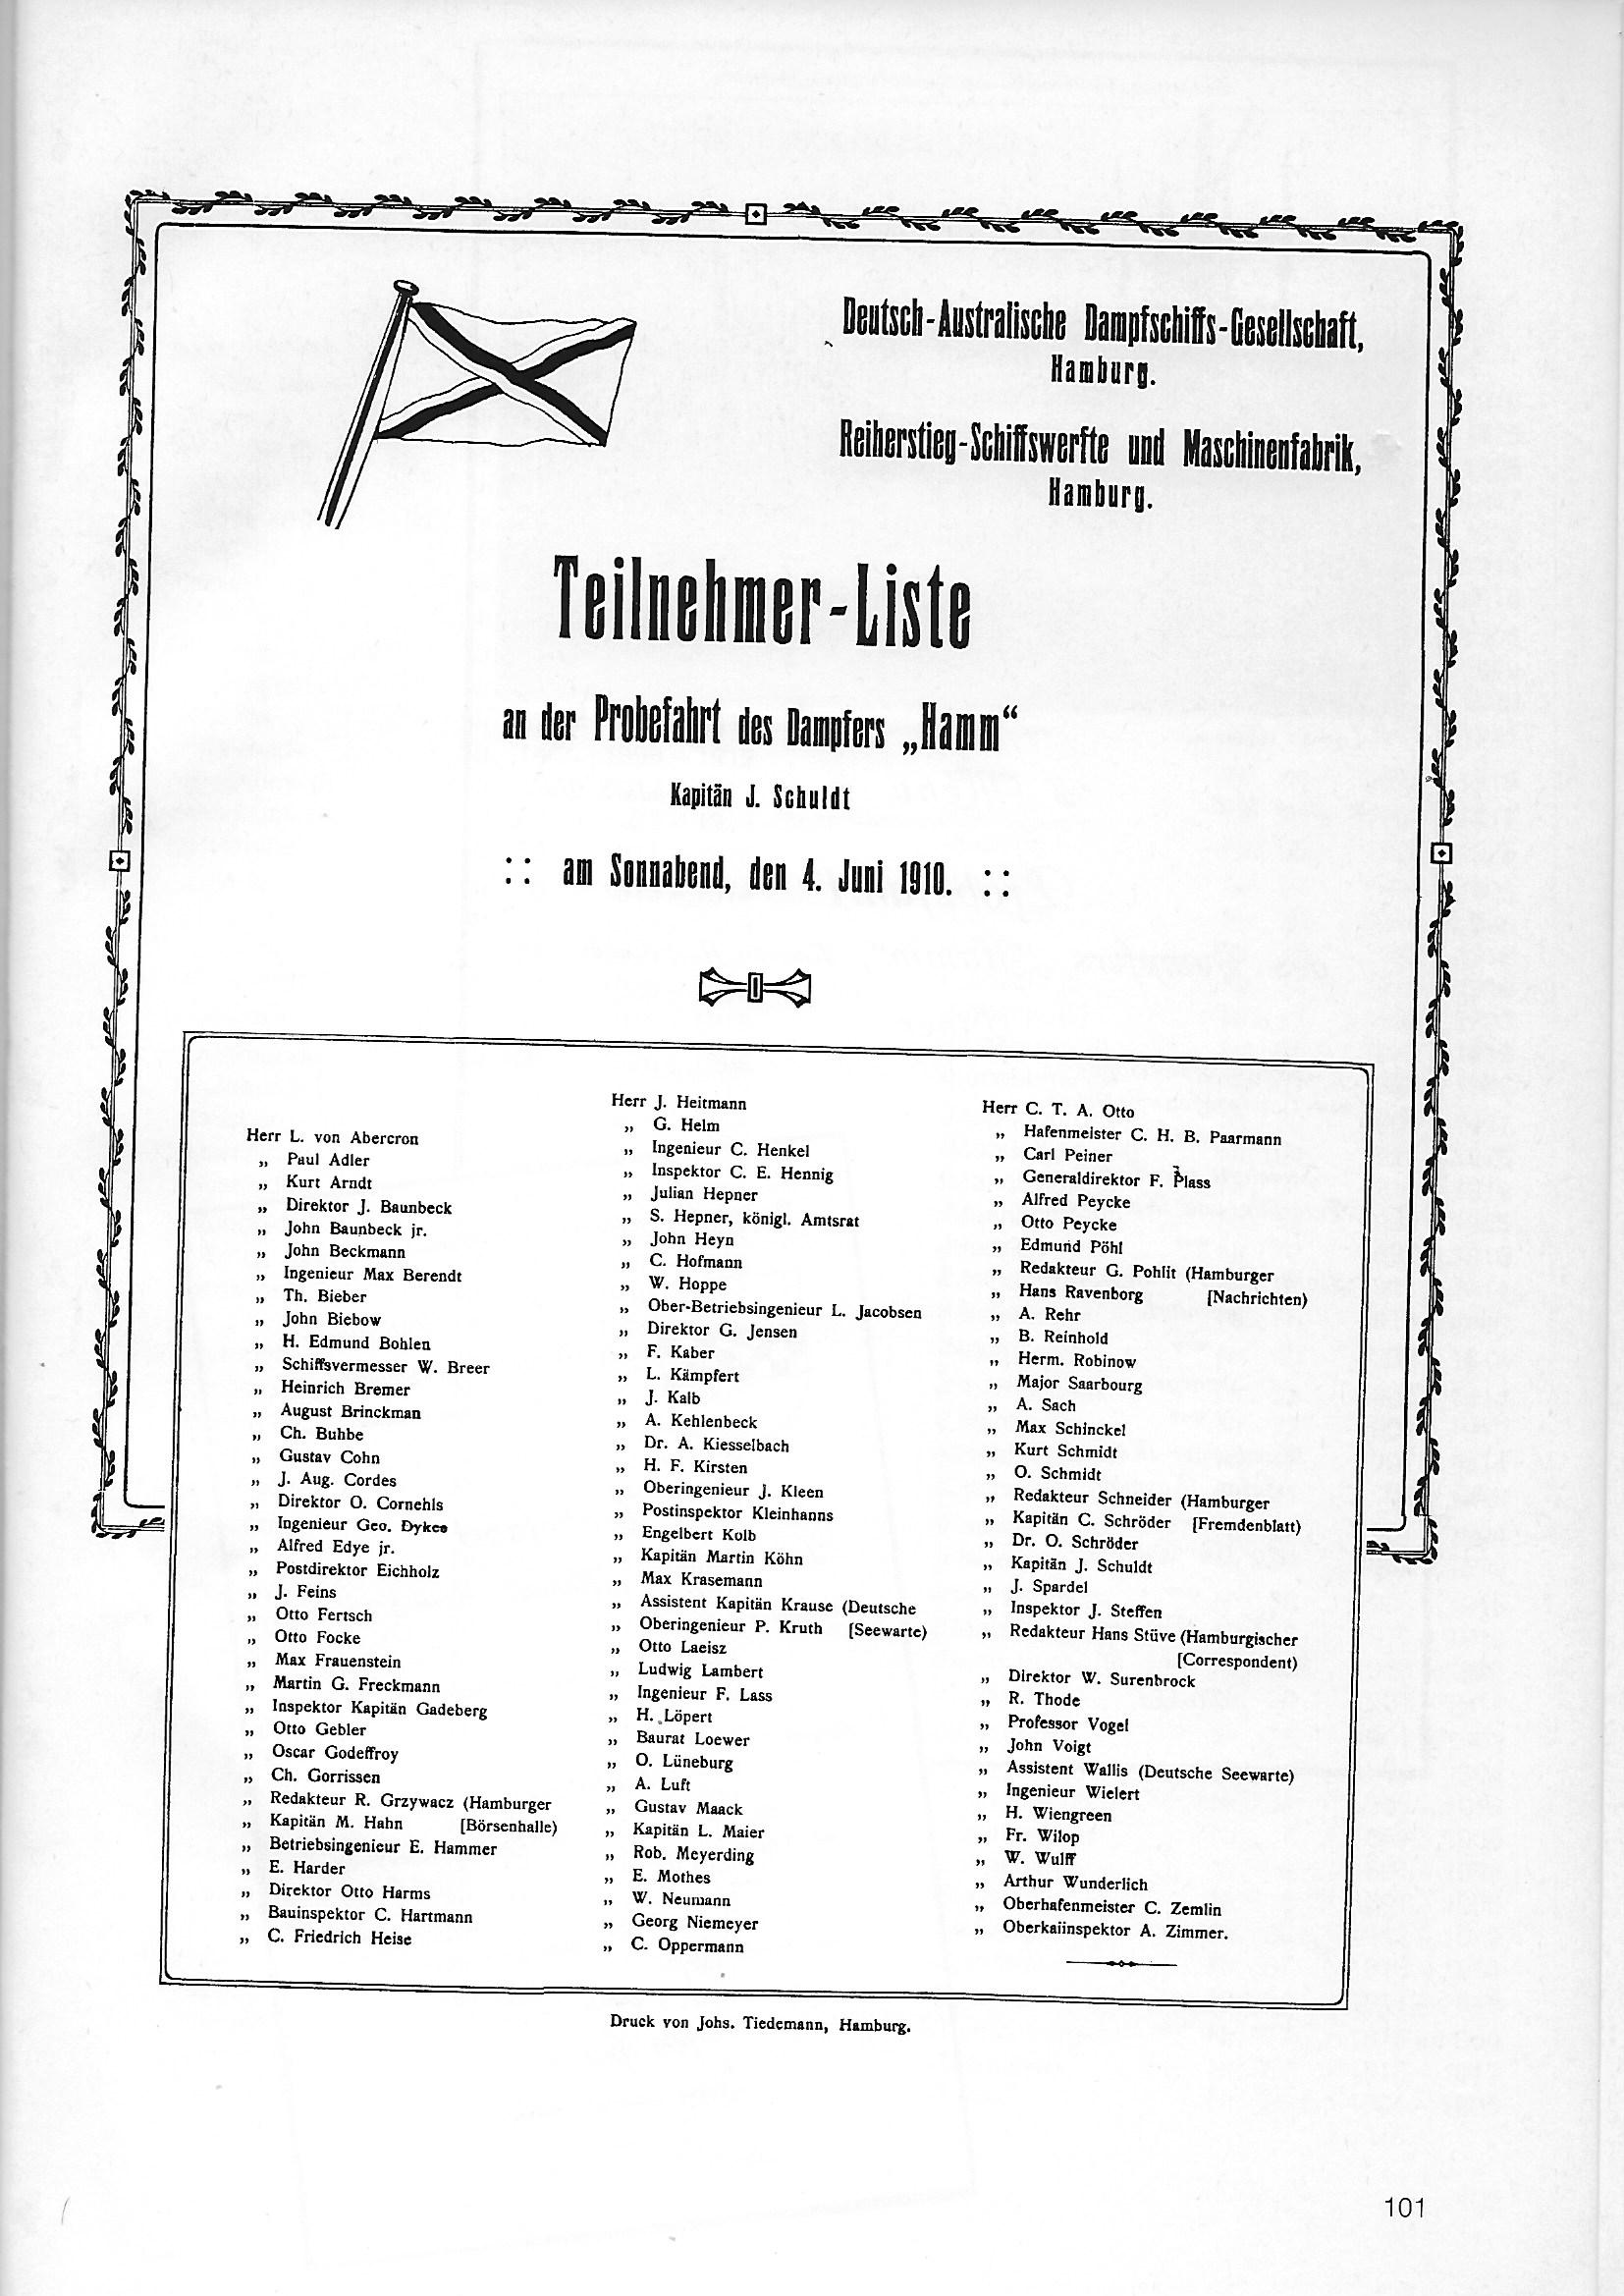 Deutsch-Australische Dampfschiffs-Gesellschaft,
Hamburg.
Reiherstieg-Schiffswerfte und Maschinenfabrik,
Hamburg.
Teilnehmer-Liste
an der Probefahrt des Dampfers „Hamm“
Kapitän J. Schuldt
:: am Sonnabend, den 4. Juni 1910. ::
Herr L. von Abercron
„ Paul Adler
„ Kurt Arndt
„ Direktor J. Baunbeck
„ John Baunbeck jr.
„ John Beckmann
„ Ingenieur Max Berendt
„ Th. Bieber
„ John Biebow
„ H. Edmund Bohlen
„ Schiffsvermesser W. Breer
„ Heinrich Bremer
„ August Brinckman
„ Ch. Buhbe
„ Gustav Cohn
„ J. Aug. Cordes
„ Direktor O. Cornehls
„ Ingenieur Geo. Dykes
„ Alfred Edye jr.
„ Postdirektor Eichholz
„ J. Feins
„ Otto Fertsch
„ Otto Focke
„ Max Frauenstein
„ Martin G. Freckmann
„ Inspektor Kapitän Gadeberg
„ Otto Gebler
„ Oscar Godeffroy
„ Ch. Gorrissen
„ Redakteur R. Grzywacz (Hamburger
„ Kapitän M. Hahn [Börsenhalle)
„ Betriebsingenieur E. Hammer
„ E. Harder
„ Direktor Otto Harms
„ Bauinspektor C. Hartmann
„ C. Friedrich Heise
Herr J. Heitmann
„ G. Helm
„ Ingenieur C. Henkel
„ Inspektor C. E. Hennig
„ Julian Hepner
„ S. Hepner, königl. Amtsrat
„ John Heyn
„ C. Hofmann
„ W. Hoppe
„ Ober-Betriebsingenieur L. Jacobsen
„ Direktor G. Jensen
„ F. Kaber
„ L. Kämpfert
„ J. Kalb
„ A. Kehlenbeck
„ Dr. A. Kiesselbach
„ H. F. Kirsten
„ Oberingenieur J. Kleen
„ Postinspektor Kleinhanns
„ Engelbert Kolb
„ Kapitän Martin Köhn
„ Max Krasemann
„ Assistent Kapitän Krause (Deutsche
„ Oberingenieur P. Kruth [Seewarte)
„ Otto Laeisz
„ Ludwig Lambert
„ Ingenieur F. Lass
„ H. Löpert
„ Baurat Loewer
„ O. Lüneburg
„ A. Luft
„ Gustav Maack
„ Kapitän L. Maier
„ Rob. Meyerding
„ E. Mothes
„ W. Neumann
„ Georg Niemeyer
„ C. Oppermann
Herr C. T. A. Otto
„ Hafenmeister C. H. B. Paarmann
„ Carl Peiner
„ Generaldirektor F. Plass
„ Alfred Peycke
„ Otto Peycke
„ Edmund Pöhl
„ Redakteur G. Pohlit (Hamburger
„ Hans Ravenborg [Nachrichten)
„ A. Rehr
„ B. Reinhold
„ Herm. Robinow
„ Major Saarbourg
„ A. Sach
„ Max Schinckel
„ Kurt Schmidt
„ O. Schmidt
„ Redakteur Schneider (Hamburger
„ Kapitän C. Schröder [Fremdenblatt)
„ Dr. O. Schröder
„ Kapitän J. Schuldt
„ J. Spardel
„ Inspektor J. Steffen
„ Redakteur Hans Stüve (Hamburgischer
[Correspondent)
„ Direktor W. Surenbrock
„ R. Thode
„ Professor Vogel
„ John Voigt
„ Assistent Wallis (Deutsche Seewarte)
„ Ingenieur Wielert
„ H. Wiengreen
„ Fr. Wilop
„ W. Wulff
„ Arthur Wunderlich
„ Oberhafenmeister C. Zemlin
„ Oberkaiinspektor A. Zimmer.
Druck von Johs. Tiedemann, Hamburg.
101